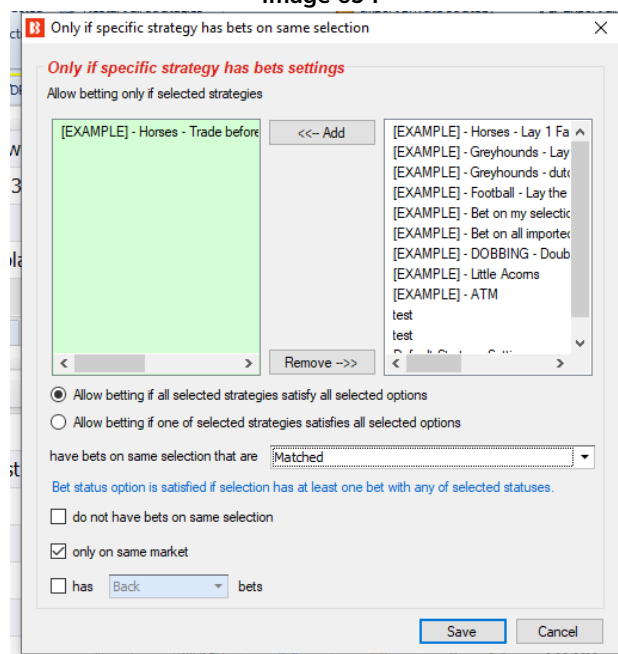 Only if specific strategy has bets on same selection
Only if specific strategy has bets settings
Allow betting only if selected strategies
[EXAMPLE] - Horses - Trade before
<<-- Add
Remove -->>
[EXAMPLE] - Horses - Lay 1 Fa
[EXAMPLE] - Greyhounds - Lay
[EXAMPLE] - Greyhounds - dutc
[EXAMPLE] - Football - Lay the
[EXAMPLE] - Bet on my selectic
[EXAMPLE] - Bet on all imported
[EXAMPLE] - DOBBING - Doub
[EXAMPLE] - Little Acorns
[EXAMPLE] - ATM
test
test
Allow betting if all selected strategies satisfy all selected options
Allow betting if one of selected strategies satisfies all selected options
have bets on same selection that are
Matched
Bet status option is satisfied if selection has at least one bet with any of selected statuses.
do not have bets on same selection
only on same market
has Back bets
Save
Cancel